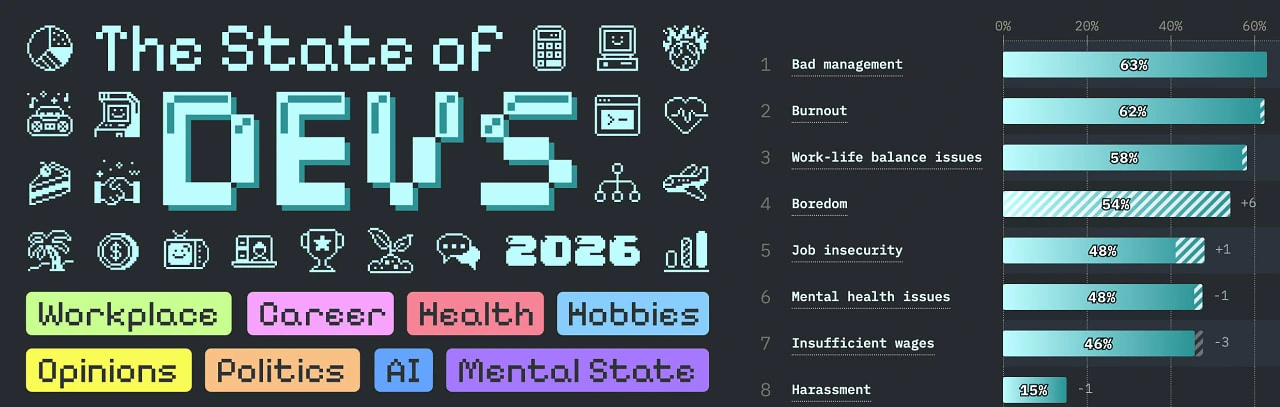 The State of
DEVS
2026
Workplace Career Health Hobbies
Opinions Politics AI Mental State
0% 20% 40% 60%
1 Bad management 63%
2 Burnout 62%
3 Work-life balance issues 58%
4 Boredom 54% +6
5 Job insecurity 48% +1
6 Mental health issues 48% -1
7 Insufficient wages 46% -3
8 Harassment 15% -1